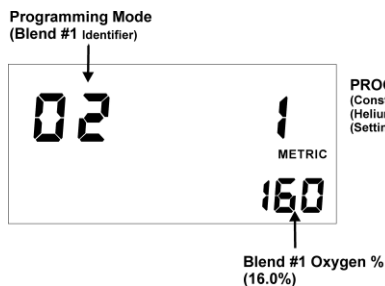 Programming Mode
(Blend #1 Identifier)
02 1
METRIC
160
Blend #1 Oxygen %
(16.0%)